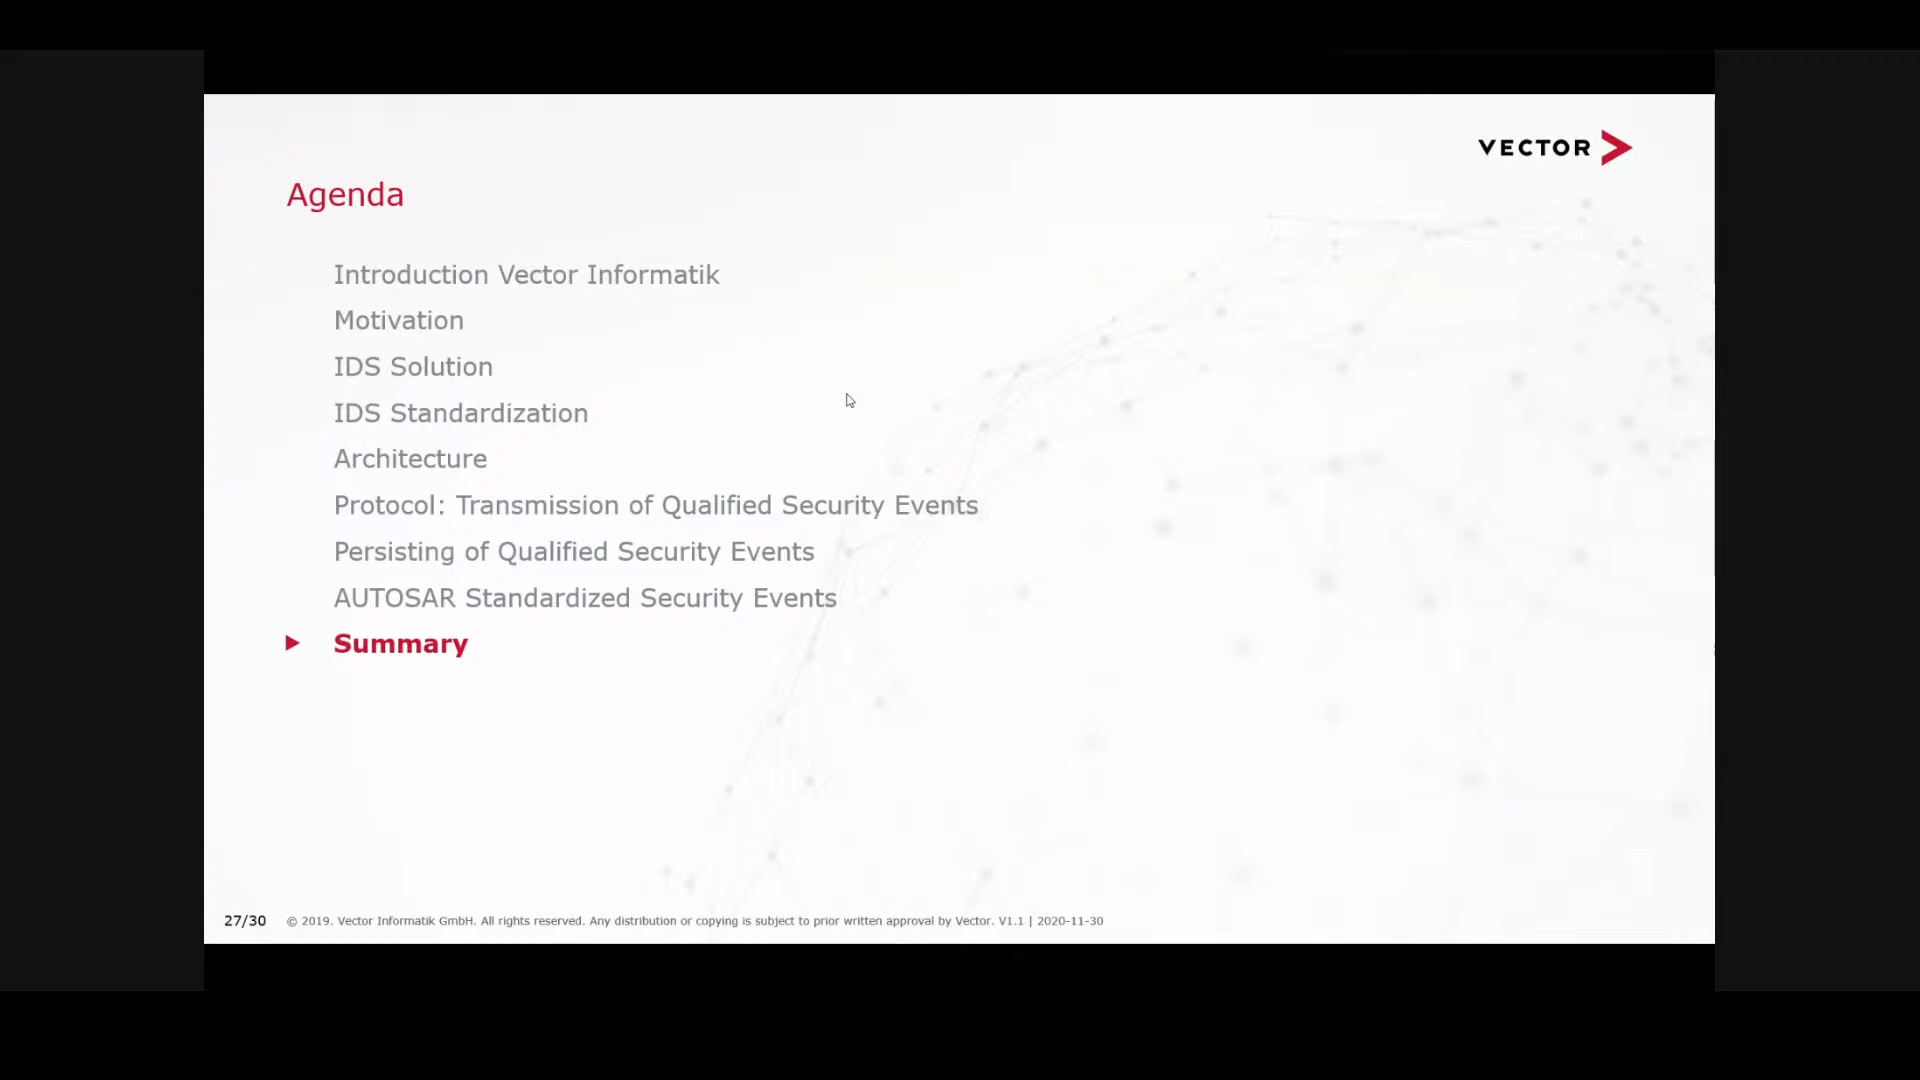 VECTOR
Agenda
Introduction Vector Informatik
Motivation
IDS Solution
IDS Standardization
Architecture
Protocol: Transmission of Qualified Security Events
Persisting of Qualified Security Events
AUTOSAR Standardized Security Events
Summary
27/30 © 2019. Vector Informatik GmbH. All rights reserved. Any distribution or copying is subject to prior written approval by Vector. V1.1 | 2020-11-30